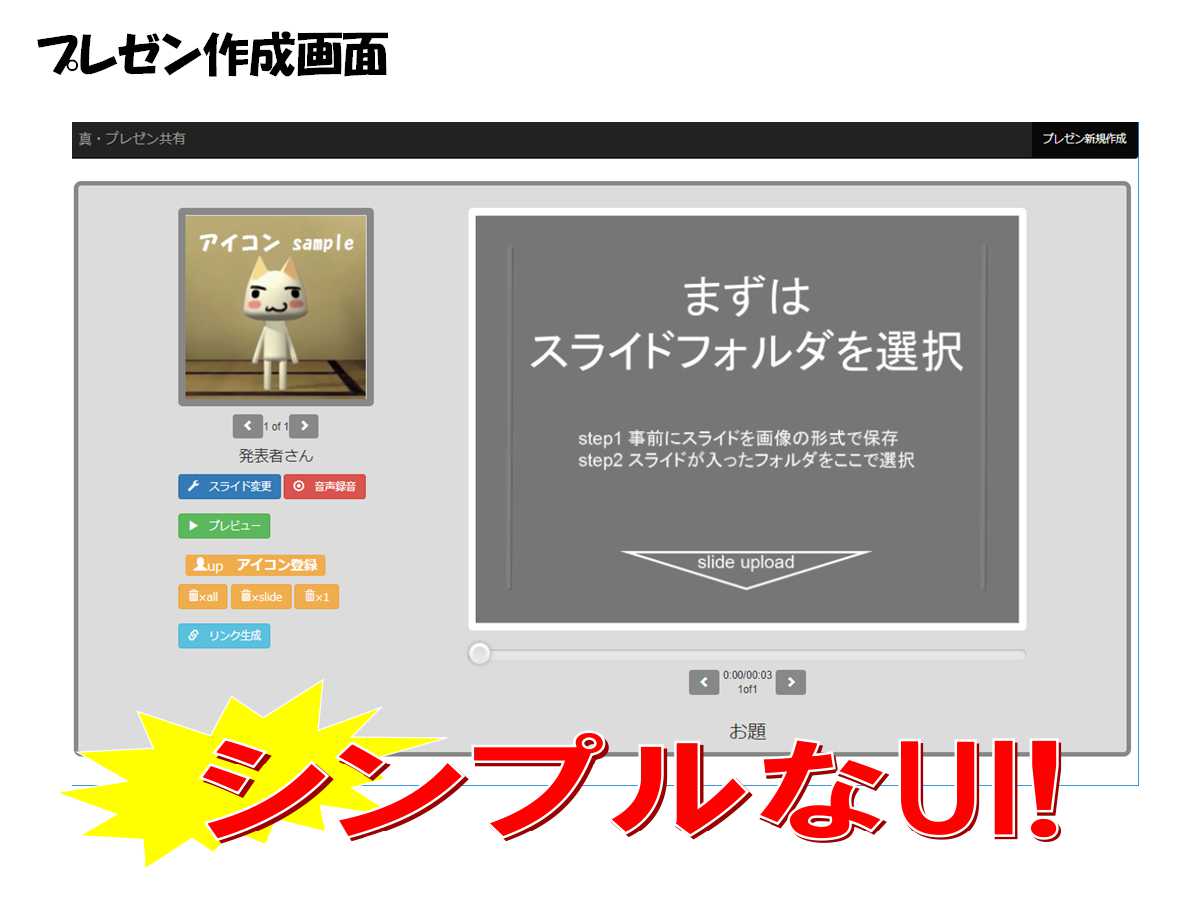 プレゼン作成画面
真・プレゼン共有
プレゼン新規作成
アイコン sample
1 of 1
発表者さん
スライド変更
音声録音
プレビュー
up アイコン登録
×all
×slide
×1
リンク生成
まずは
スライドフォルダを選択
step1 事前にスライドを画像の形式で保存
step2 スライドが入ったフォルダをここで選択
slide upload
0:00/00:03
1of1
お題
シンプルなUI!